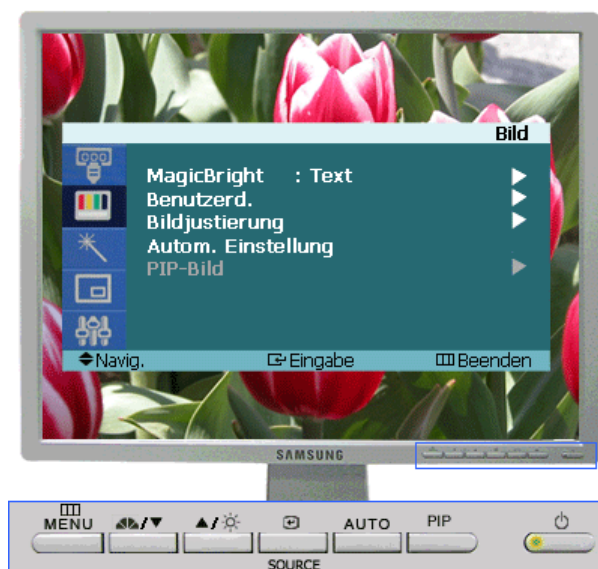 Bild
MagicBright : Text
Benutzerd.
Bildjustierung
Autom. Einstellung
PIP-Bild
Navig. Eingabe Beenden
SAMSUNG
MENU AUTO PIP
SOURCE